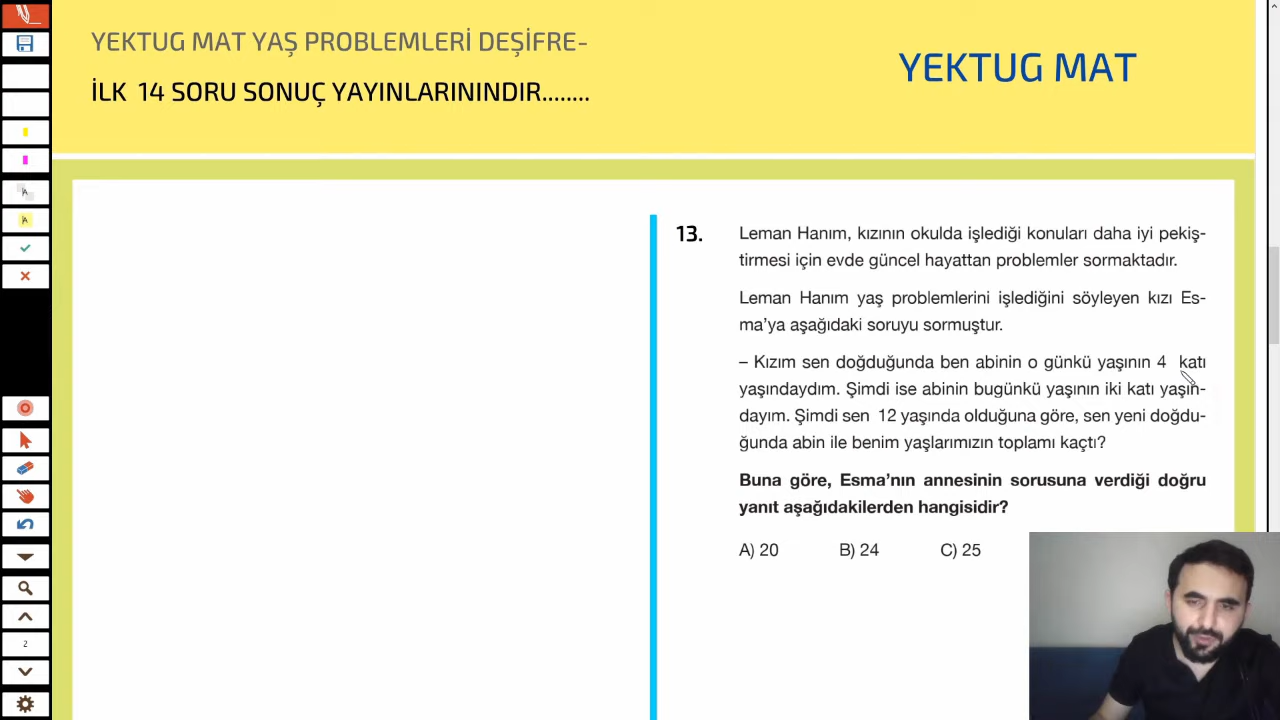 YEKTUG MAT YAŞ PROBLEMLERİ DEŞİFRE-
İLK 14 SORU SONUÇ YAYINLARININDIR........
YEKTUG MAT
13.
Leman Hanım, kızının okulda işlediği konuları daha iyi pekiş-
tirmesi için evde güncel hayattan problemler sormaktadır.
Leman Hanım yaş problemlerini işlediğini söyleyen kızı Es-
ma'ya aşağıdaki soruyu sormuştur.
– Kızım sen doğduğunda ben abinin o günkü yaşının 4 katı
yaşındaydım. Şimdi ise abinin bugünkü yaşının iki katı yaşın-
dayım. Şimdi sen 12 yaşında olduğuna göre, sen yeni doğdu-
ğunda abin ile benim yaşlarımızın toplamı kaçtı?
Buna göre, Esma'nın annesinin sorusuna verdiği doğru
yanıt aşağıdakilerden hangisidir?
A) 20 B) 24 C) 25
A
A
2